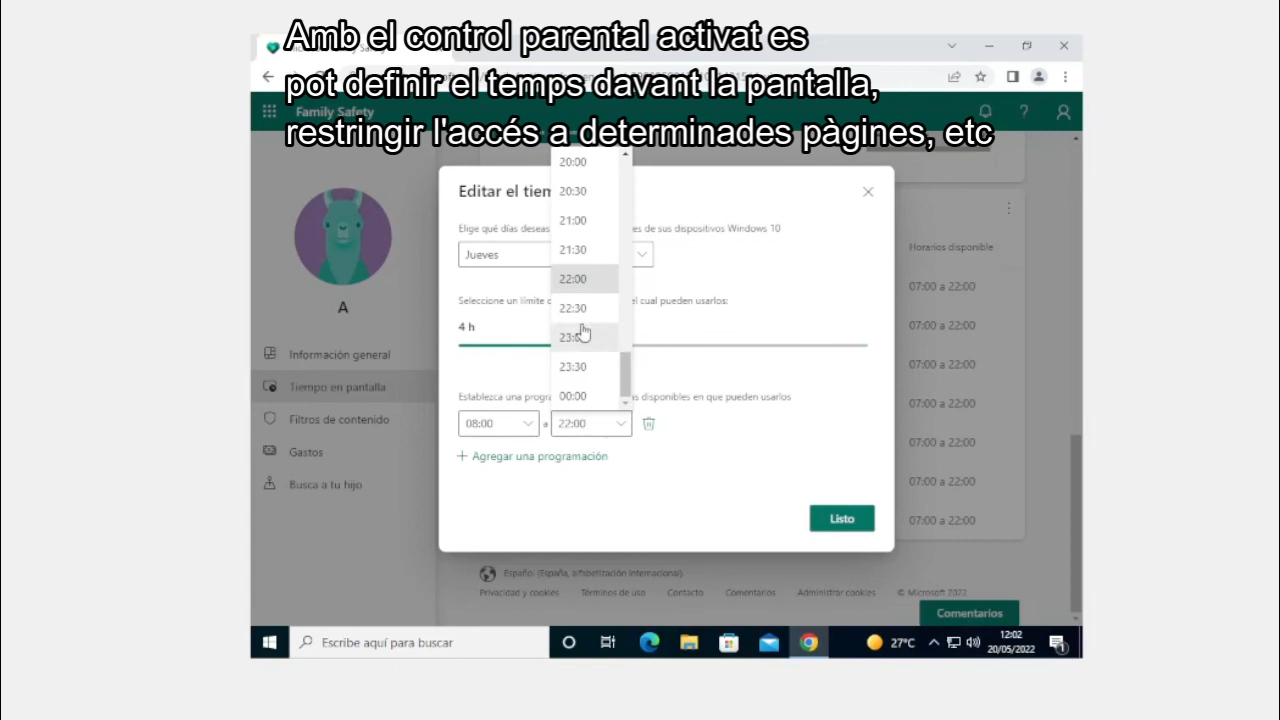 Amb el control parental activat es
pot definir el temps davant la pantalla,
restringir l'accés a determinades pàgines, etc
Family Safety
A
Información general
Tiempo en pantalla
Filtros de contenido
Gastos
Busca a tu hijo
Editar el tiem
Elige qué días deseas
es de sus dispositivos Windows 10
Jueves
Seleccione un límite
el cual pueden usarlos:
4 h
20:00
20:30
21:00
21:30
22:00
22:30
23:00
23:30
00:00
Establezca una progra
as disponibles en que pueden usarlos
08:00 a 22:00
Agregar una programación
Listo
Horarios disponible
07:00 a 22:00
07:00 a 22:00
07:00 a 22:00
07:00 a 22:00
07:00 a 22:00
07:00 a 22:00
07:00 a 22:00
Español (España, alfabetización internacional)
Privacidad y cookies Términos de uso Contacto Comentarios Administrar cookies © Microsoft 2022
Comentarios
Escribe aquí para buscar
27°C
12:02
20/05/2022
1